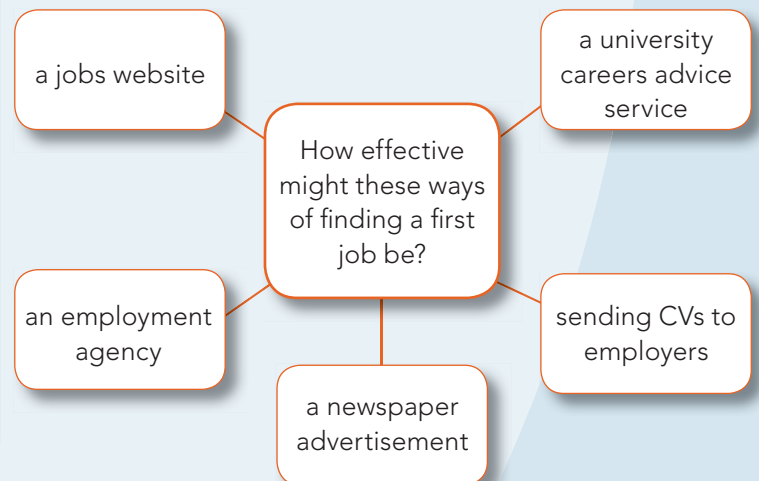 a jobs website
a university
careers advice
service
How effective
might these ways
of finding a first
job be?
an employment
agency
sending CVs to
employers
a newspaper
advertisement